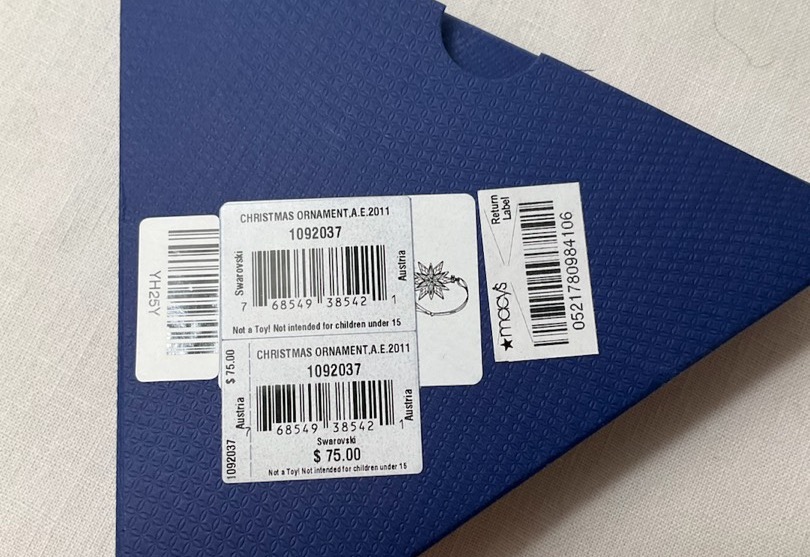 YH25Y
CHRISTMAS ORNAMENT,A.E.2011
1092037
Swarovski
Austria
7 68549 38542 1
Not a Toy! Not intended for children under 15
$ 75.00
Austria
1092037
CHRISTMAS ORNAMENT,A.E.2011
1092037
Austria
7 68549 38542 1
Swarovski
$ 75.00
Not a Toy! Not intended for children under 15
Return
Label
★macy's
0521780984106